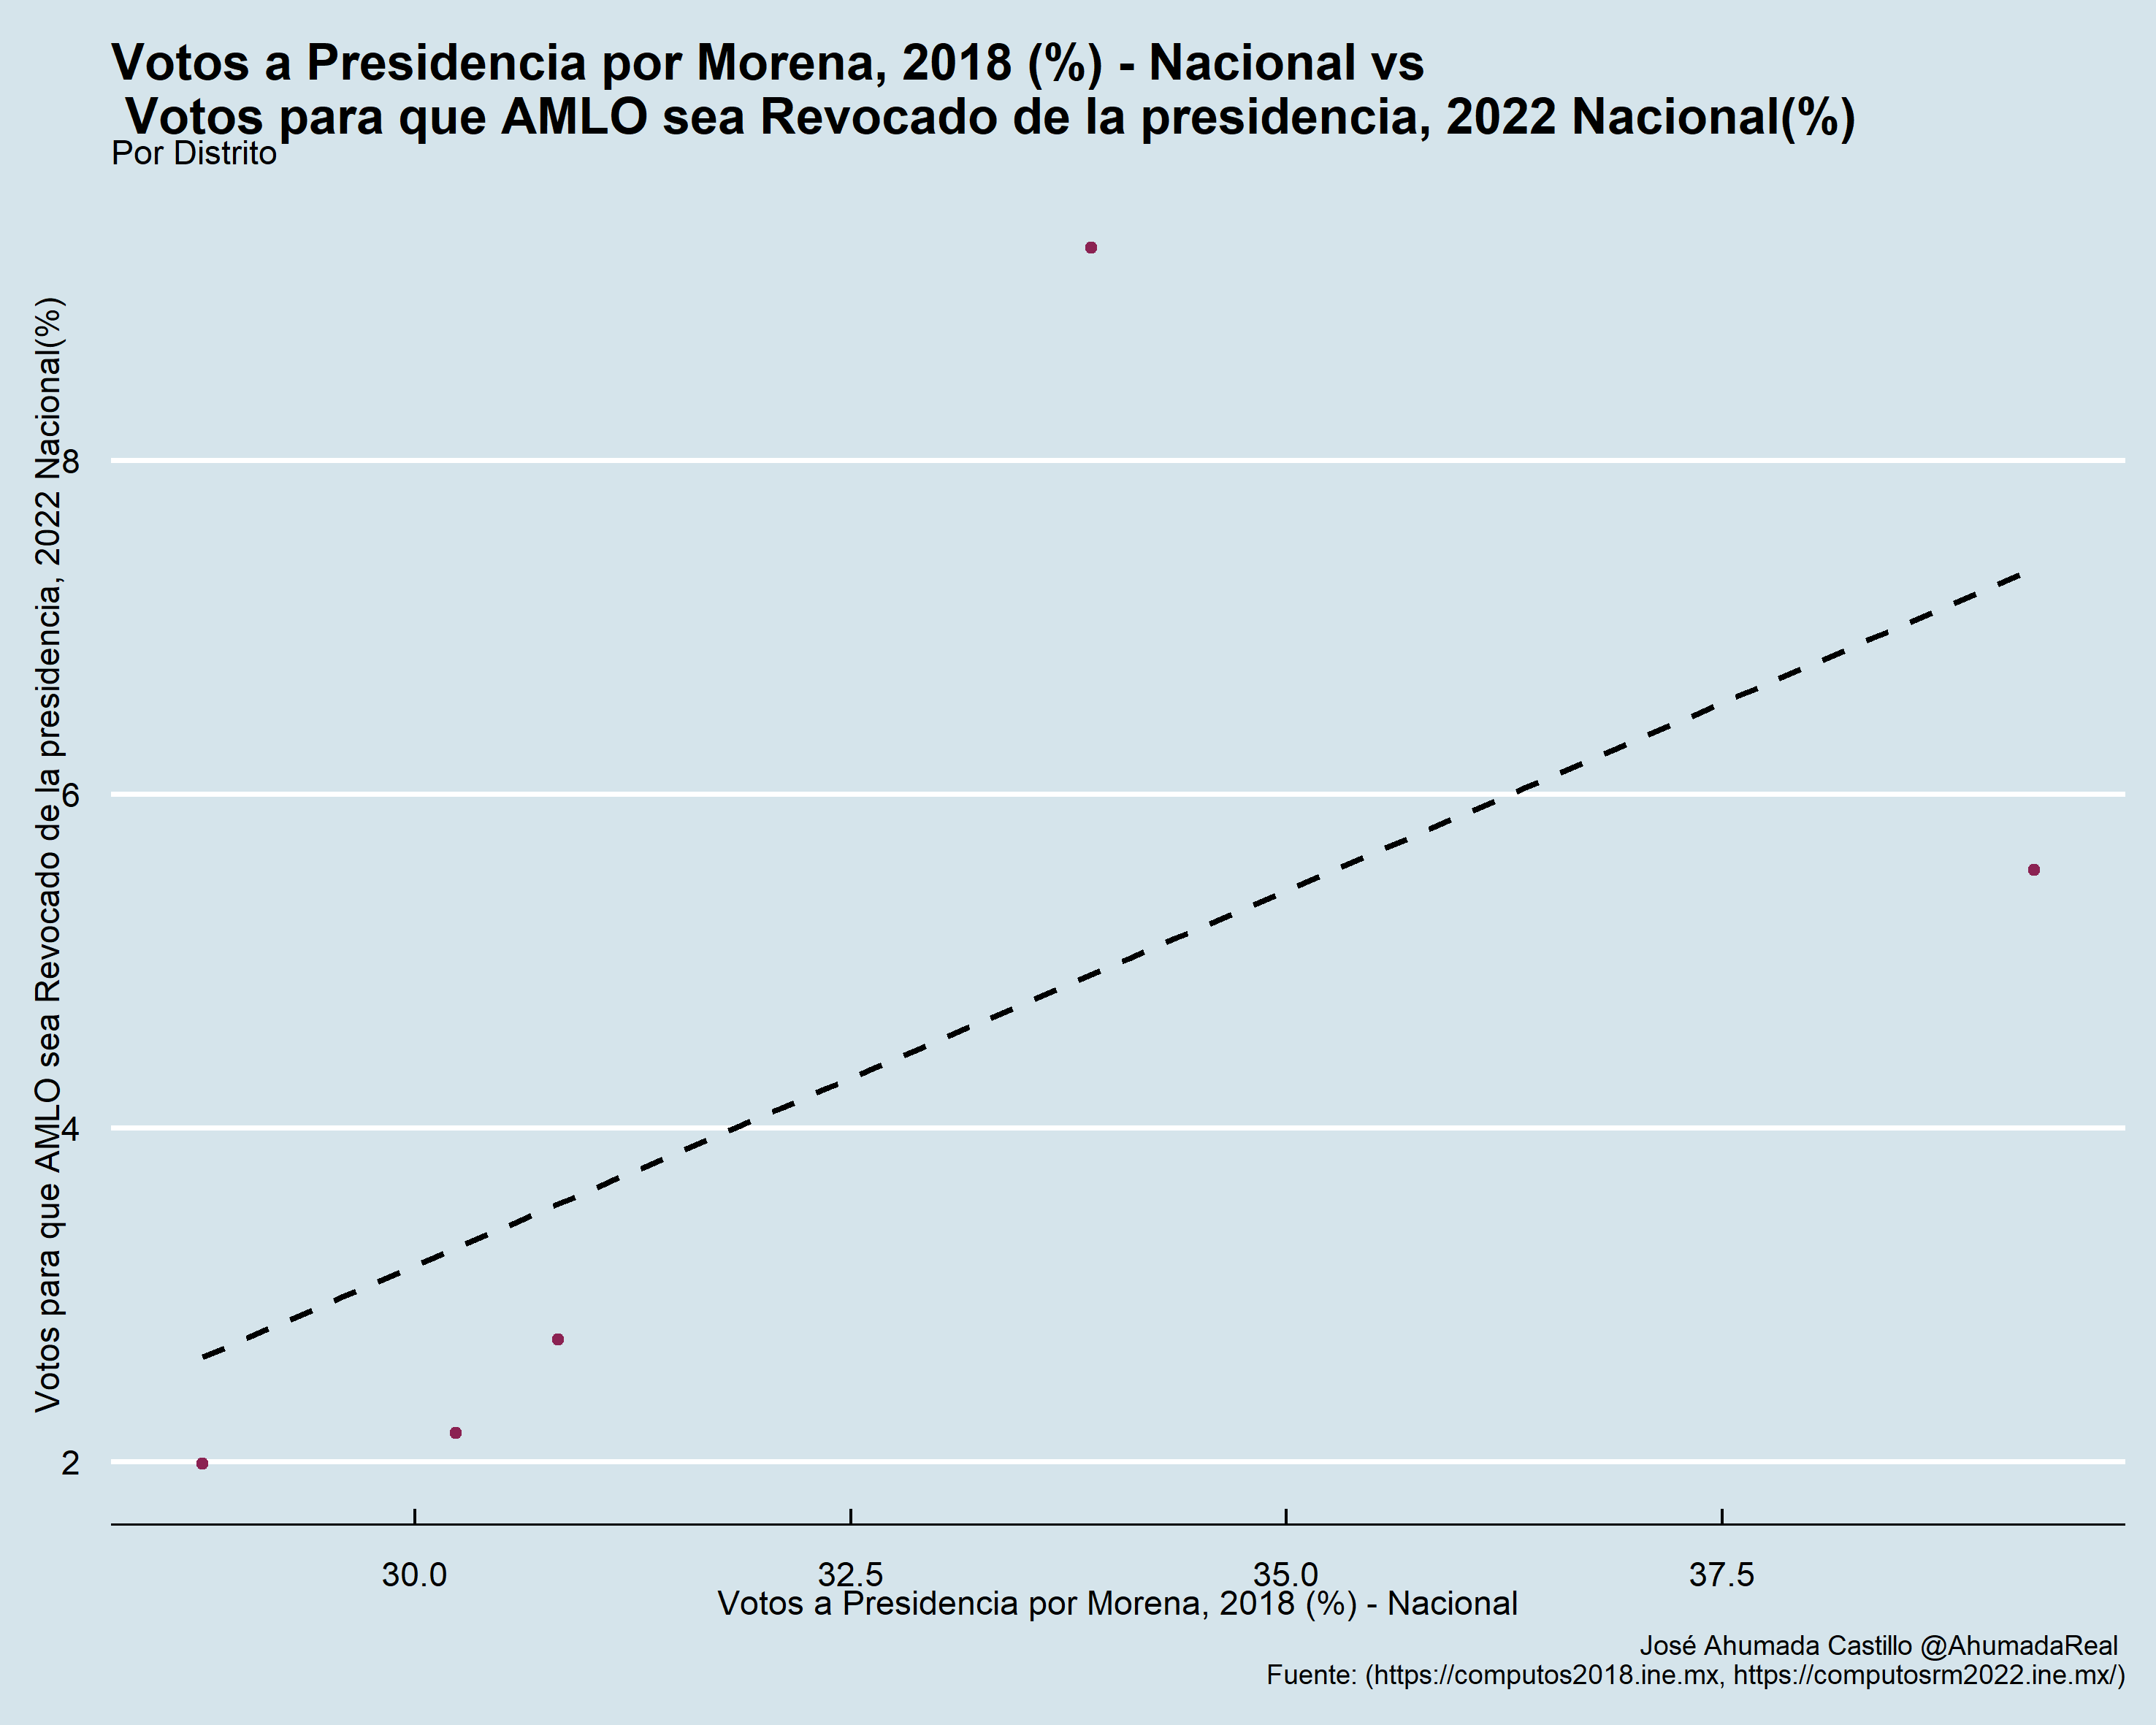 Votos a Presidencia por Morena, 2018 (%) - Nacional vs
Votos para que AMLO sea Revocado de la presidencia, 2022 Nacional(%)
Por Distrito
Votos para que AMLO sea Revocado de la presidencia, 2022 Nacional(%)
8
6
4
2
30.0 32.5 35.0 37.5
Votos a Presidencia por Morena, 2018 (%) - Nacional
José Ahumada Castillo @AhumadaReal
Fuente: (https://computos2018.ine.mx, https://computosrm2022.ine.mx/)